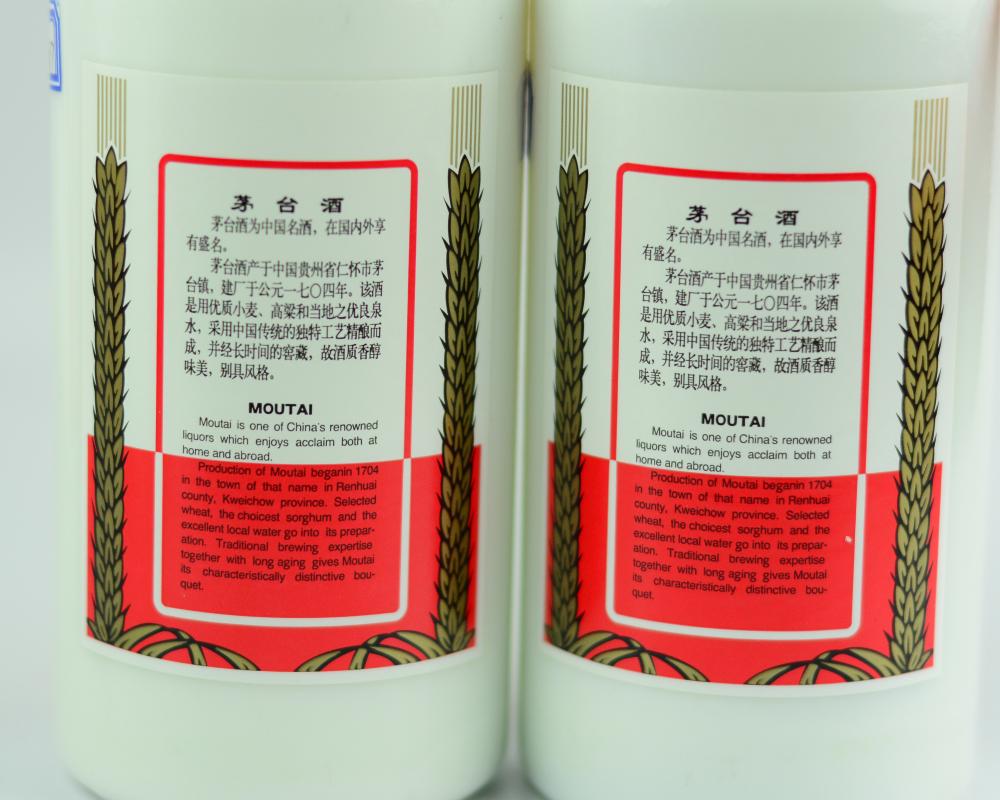 茅台酒
茅台酒为中国名酒，在国内外享
有盛名。
茅台酒产于中国贵州省仁怀市茅
台镇，建厂于公元一七〇四年。该酒
是用优质小麦、高粱和当地之优良泉
水，采用中国传统的独特工艺精酿而
成，并经长时间的窖藏，故酒质香醇
味美，别具风格。
MOUTAI
Moutai is one of China's renowned
liquors which enjoys acclaim both at
home and abroad.
Production of Moutai beganin 1704
in the town of that name in Renhuai
county, Kweichow province. Selected
wheat, the choicest sorghum and the
excellent local water go into its prepar-
ation. Traditional brewing expertise
together with long aging gives Moutai
its characteristically distinctive bou-
quet.
茅台酒
茅台酒为中国名酒，在国内外享
有盛名。
茅台酒产于中国贵州省仁怀市茅
台镇，建厂于公元一七〇四年。该酒
是用优质小麦、高粱和当地之优良泉
水，采用中国传统的独特工艺精酿而
成，并经长时间的窖藏，故酒质香醇
味美，别具风格。
MOUTAI
Moutai is one of China's renowned
liquors which enjoys acclaim both at
home and abroad.
Production of Moutai beganin 1704
in the town of that name in Renhuai
county, Kweichow province. Selected
wheat, the choicest sorghum and the
excellent local water go into its prepar-
ation. Traditional brewing expertise
together with long aging gives Moutai
its characteristically distinctive bou-
quet.